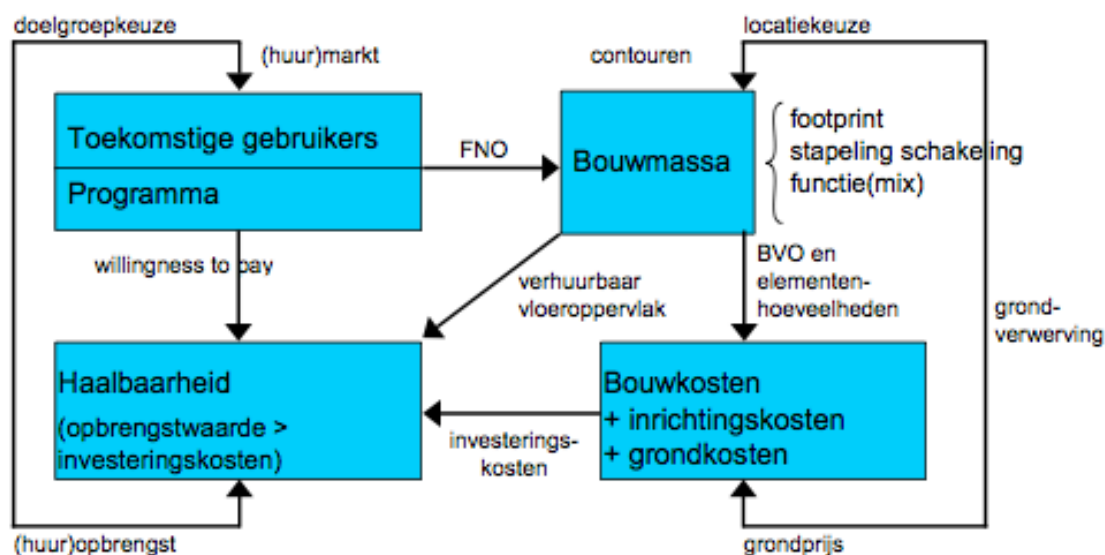 doelgroepkeuze
locatiekeuze
(huur)markt
contouren
Toekomstige gebruikers
Programma
FNO
Bouwmassa
footprint
stapeling schakeling
functie(mix)
willingness to pay
verhuurbaar
vloeroppervlak
BVO en
elementen-
hoeveelheden
grond-
verwerving
Haalbaarheid
(opbrengstwaarde >
investeringskosten)
investerings-
kosten
Bouwkosten
+ inrichtingskosten
+ grondkosten
(huur)opbrengst
grondprijs